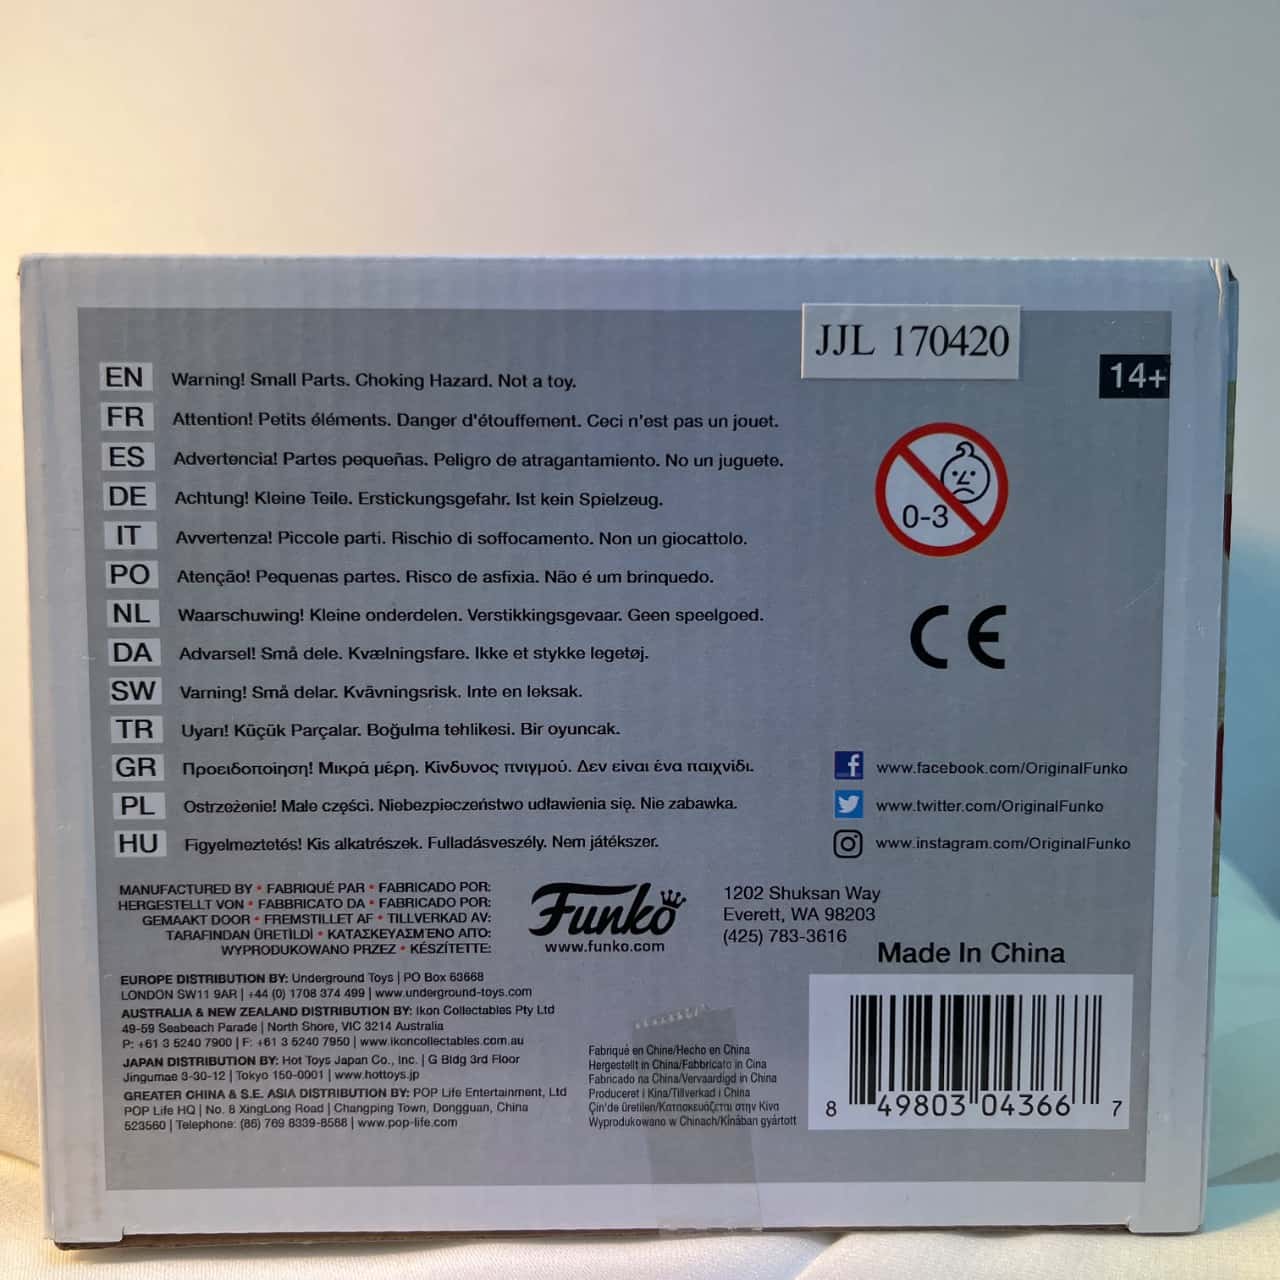 JJL 170420
14+
EN Warning! Small Parts. Choking Hazard. Not a toy.
FR Attention! Petits éléments. Danger d'étouffement. Ceci n'est pas un jouet.
ES Advertencia! Partes pequeñas. Peligro de atragantamiento. No un juguete.
DE Achtung! Kleine Teile. Erstickungsgefahr. Ist kein Spielzeug.
IT Avvertenza! Piccole parti. Rischio di soffocamento. Non un giocattolo.
PO Atenção! Pequenas partes. Risco de asfixia. Não é um brinquedo.
NL Waarschuwing! Kleine onderdelen. Verstikkingsgevaar. Geen speelgoed.
DA Advarsel! Små dele. Kvælningsfare. Ikke et stykke legetøj.
SW Varning! Små delar. Kvävningsrisk. Inte en leksak.
TR Uyarı! Küçük Parçalar. Boğulma tehlikesi. Bir oyuncak.
GR Προειδοποίηση! Μικρά μέρη. Κίνδυνος πνιγμού. Δεν είναι ένα παιχνίδι.
PL Ostrzeżenie! Małe części. Niebezpieczeństwo udławienia się. Nie zabawka.
HU Figyelmeztetés! Kis alkatrészek. Fulladásveszély. Nem játékszer.
0-3
CE
www.facebook.com/OriginalFunko
www.twitter.com/OriginalFunko
www.instagram.com/OriginalFunko
MANUFACTURED BY • FABRIQUÉ PAR • FABRICADO POR:
HERGESTELLT VON • FABBRICATO DA • FABRICADO POR:
GEMAAKT DOOR • FREMSTILLET AF • TILLVERKAD AV:
TARAFINDAN ÜRETİLDİ • ΚΑΤΑΣΚΕΥΑΣΜΈΝΟ ΑΠΌ:
WYPRODUKOWANO PRZEZ • KÉSZÍTETTE:
Funko
www.funko.com
1202 Shuksan Way
Everett, WA 98203
(425) 783-3616
EUROPE DISTRIBUTION BY: Underground Toys | PO Box 63668
LONDON SW11 9AR | +44 (0) 1708 374 499 | www.underground-toys.com
AUSTRALIA & NEW ZEALAND DISTRIBUTION BY: Ikon Collectables Pty Ltd
49-59 Seabeach Parade | North Shore, VIC 3214 Australia
P: +61 3 5240 7900 | F: +61 3 5240 7950 | www.ikoncollectables.com.au
JAPAN DISTRIBUTION BY: Hot Toys Japan Co., Inc. | G Bldg 3rd Floor
Jingumae 3-30-12 | Tokyo 150-0001 | www.hottoys.jp
GREATER CHINA & S.E. ASIA DISTRIBUTION BY: POP Life Entertainment, Ltd
POP Life HQ | No. 8 XingLong Road | Changping Town, Dongguan, China
523560 | Telephone: (86) 769 8339-8568 | www.pop-life.com
Fabriqué en Chine/Hecho en China
Hergestellt in China/Fabbricato in Cina
Fabricado na China/Vervaardigd in China
Produceret i Kina/Tillverkad i China
Çin'de üretilen/Κατασκευάζεται στην Κίνα
Wyprodukowano w Chinach/Kínában gyártott
Made In China
8 49803 04366 7